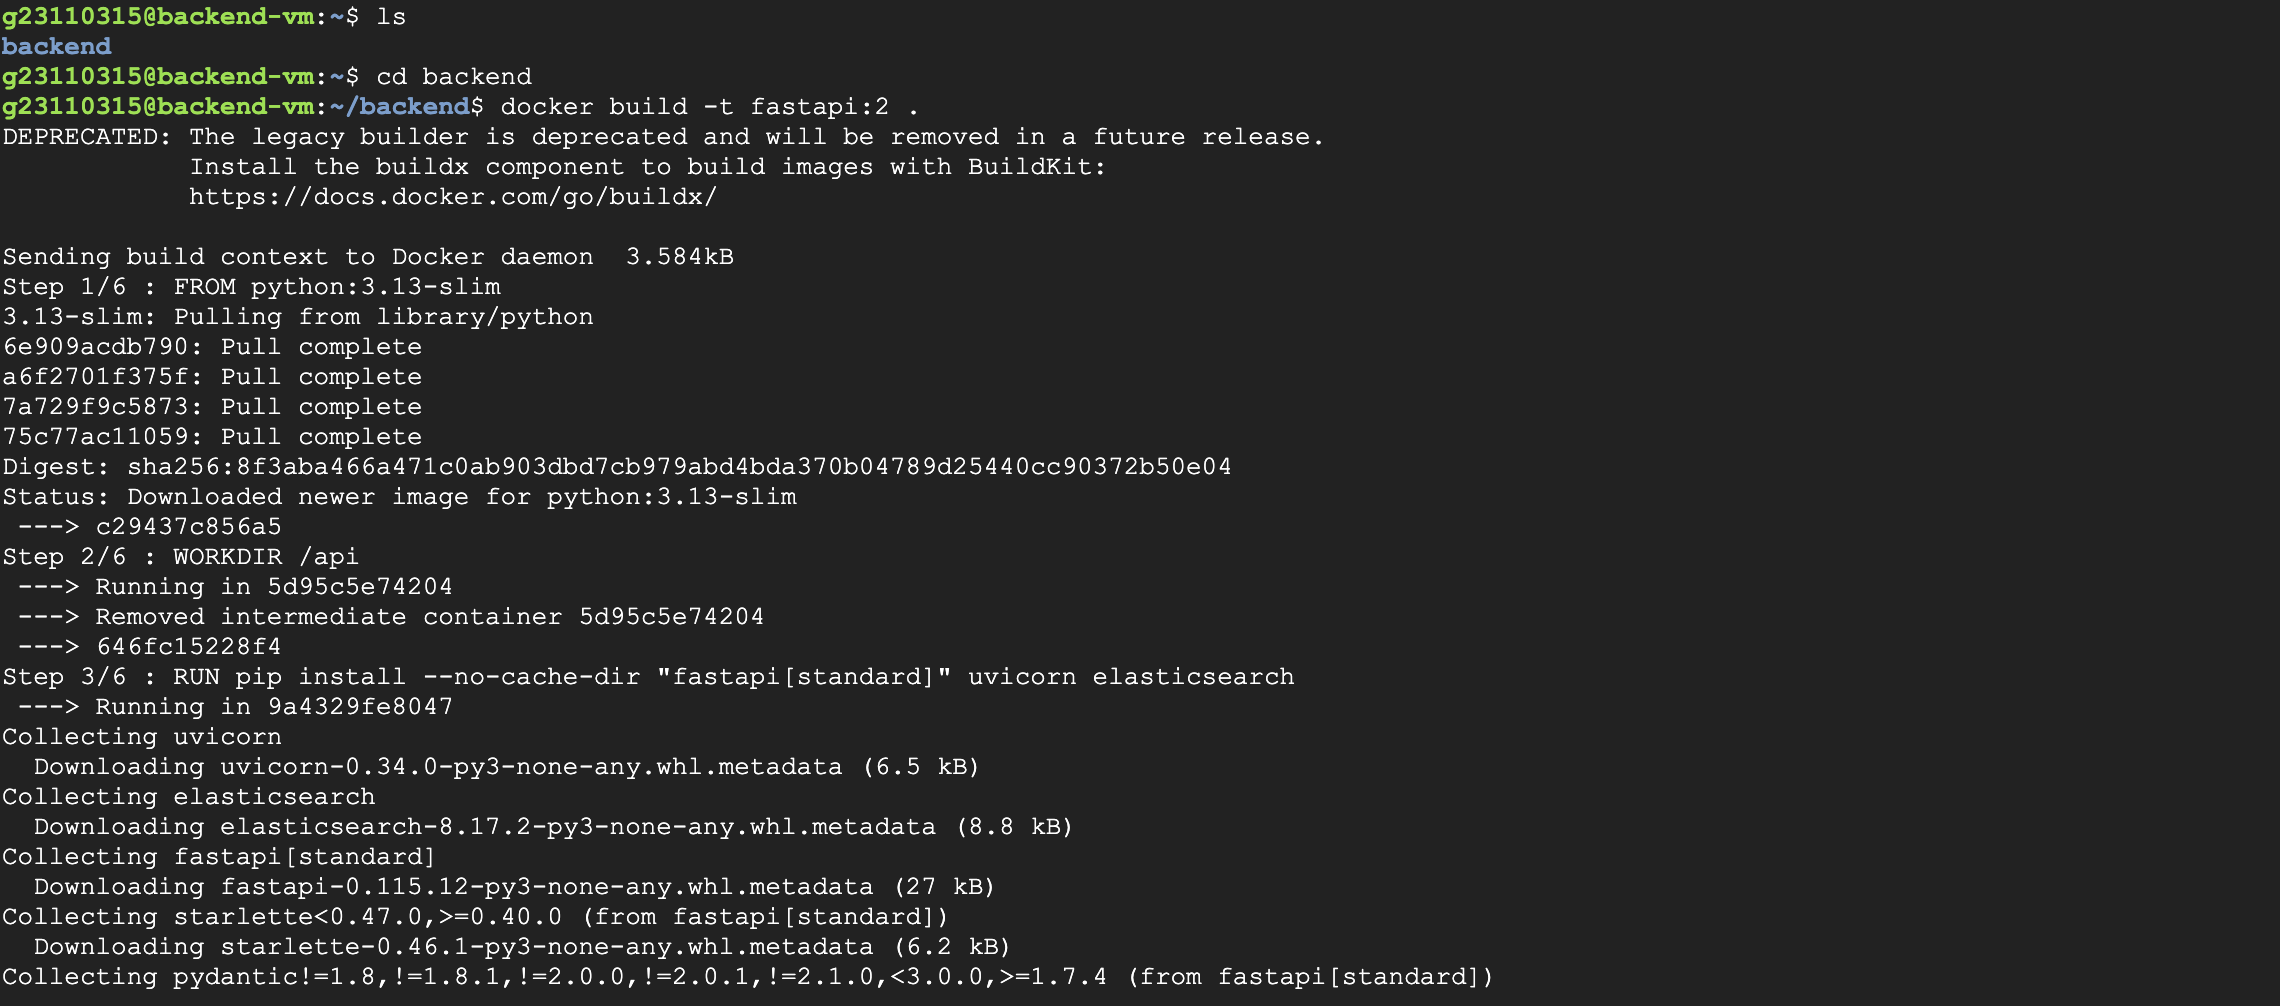 g23110315@backend-vm:~$ ls
backend
g23110315@backend-vm:~$ cd backend
g23110315@backend-vm:~/backend$ docker build -t fastapi:2 .
DEPRECATED: The legacy builder is deprecated and will be removed in a future release.
            Install the buildx component to build images with BuildKit:
            https://docs.docker.com/go/buildx/

Sending build context to Docker daemon  3.584kB
Step 1/6 : FROM python:3.13-slim
3.13-slim: Pulling from library/python
6e909acdb790: Pull complete
a6f2701f375f: Pull complete
7a729f9c5873: Pull complete
75c77ac11059: Pull complete
Digest: sha256:8f3aba466a471c0ab903dbd7cb979abd4bda370b04789d25440cc90372b50e04
Status: Downloaded newer image for python:3.13-slim
 ---> c29437c856a5
Step 2/6 : WORKDIR /api
 ---> Running in 5d95c5e74204
 ---> Removed intermediate container 5d95c5e74204
 ---> 646fc15228f4
Step 3/6 : RUN pip install --no-cache-dir "fastapi[standard]" uvicorn elasticsearch
 ---> Running in 9a4329fe8047
Collecting uvicorn
  Downloading uvicorn-0.34.0-py3-none-any.whl.metadata (6.5 kB)
Collecting elasticsearch
  Downloading elasticsearch-8.17.2-py3-none-any.whl.metadata (8.8 kB)
Collecting fastapi[standard]
  Downloading fastapi-0.115.12-py3-none-any.whl.metadata (27 kB)
Collecting starlette<0.47.0,>=0.40.0 (from fastapi[standard])
  Downloading starlette-0.46.1-py3-none-any.whl.metadata (6.2 kB)
Collecting pydantic!=1.8,!=1.8.1,!=2.0.0,!=2.0.1,!=2.1.0,<3.0.0,>=1.7.4 (from fastapi[standard])